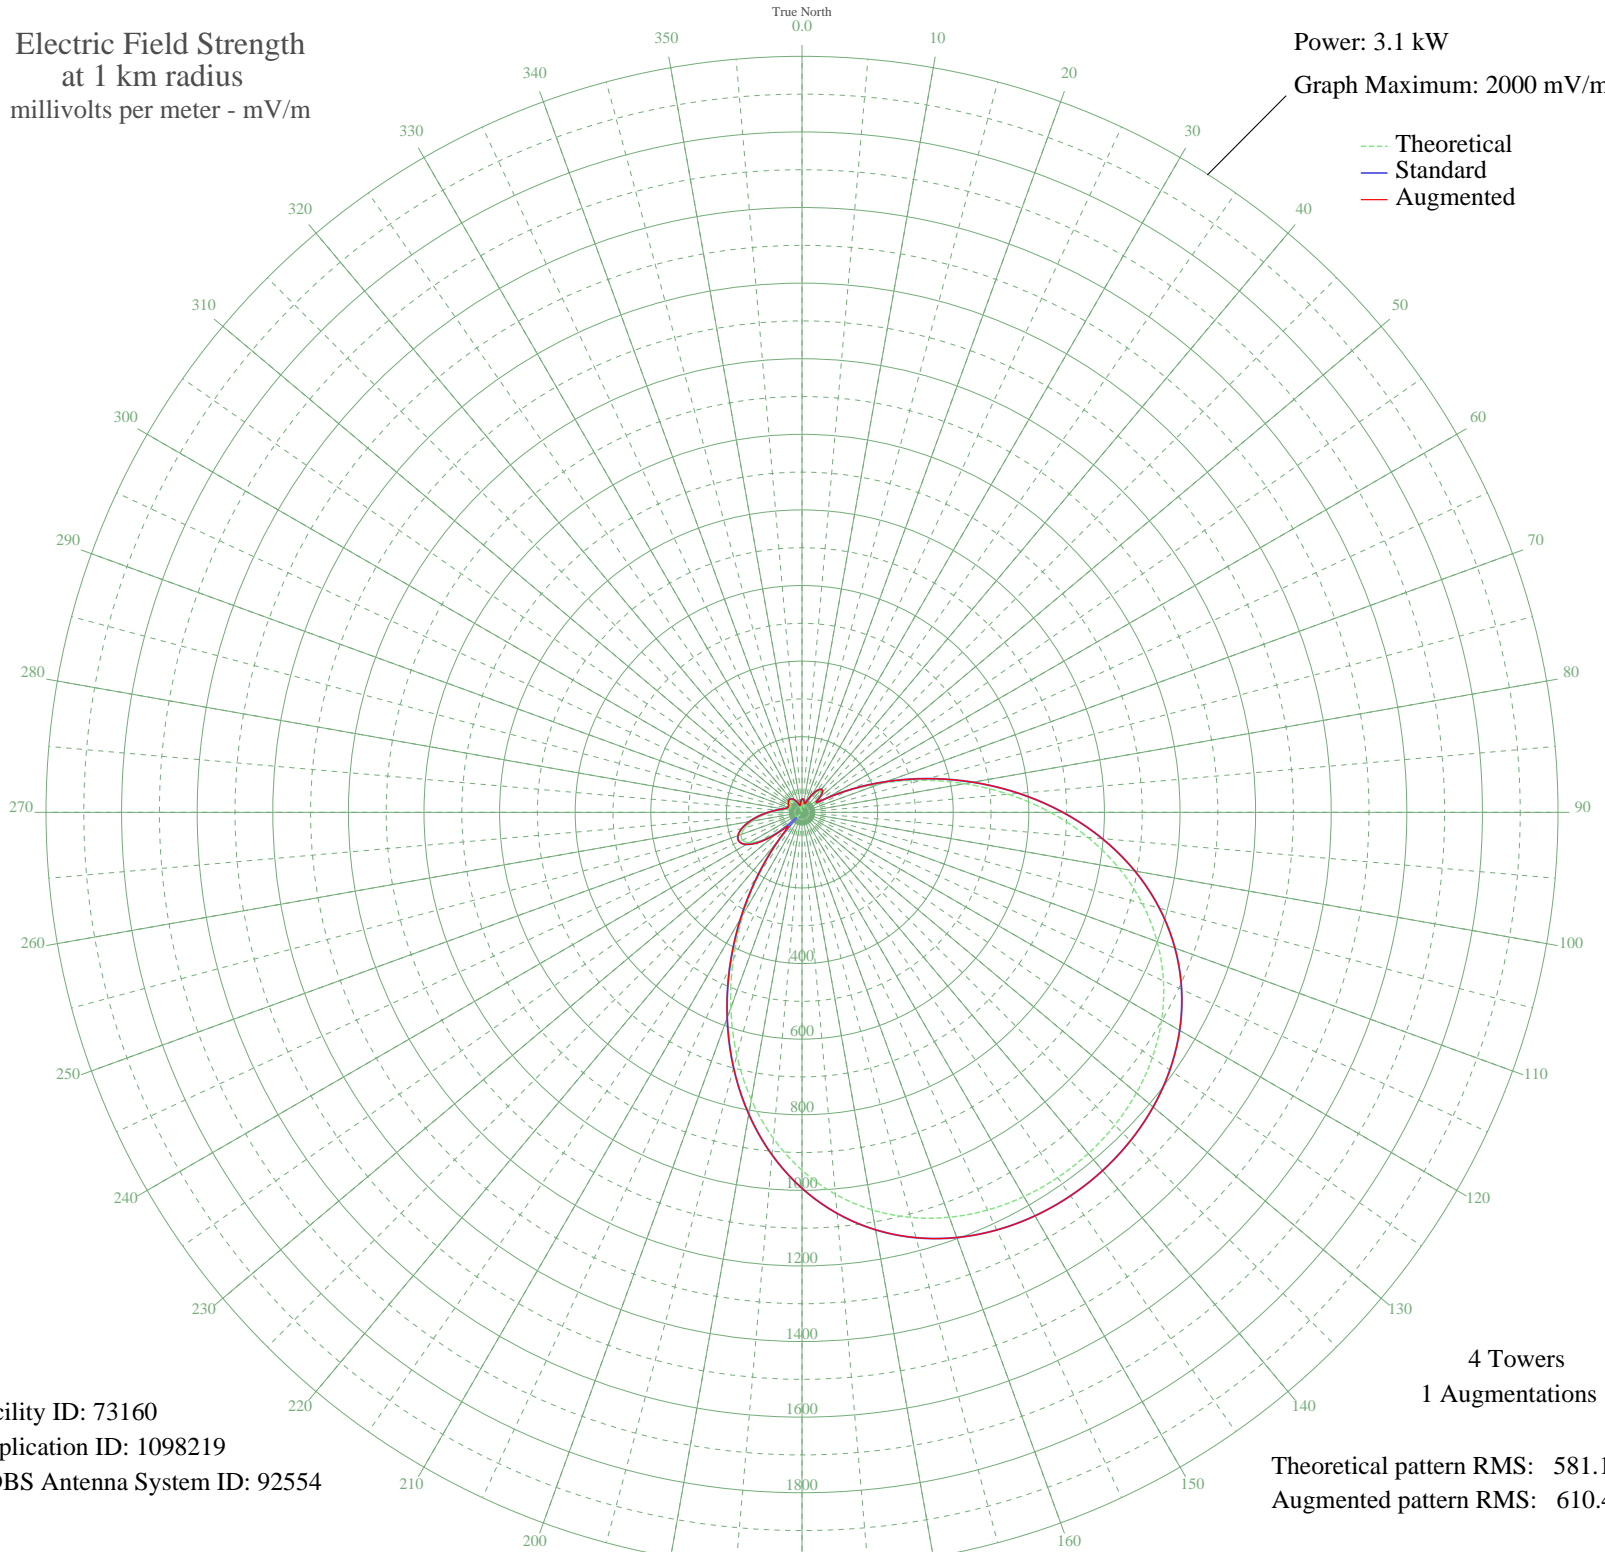 Electric Field Strength
at 1 km radius
millivolts per meter - mV/m
True North
0.0
Power: 3.1 kW
Graph Maximum: 2000 mV/m
Theoretical
Standard
Augmented
10
20
30
40
50
60
70
80
90
100
110
120
130
140
150
160
200
210
220
230
240
250
260
270
280
290
300
310
320
330
340
350
400
600
800
1000
1200
1400
1600
1800
4 Towers
1 Augmentations
Theoretical pattern RMS: 581.1
Augmented pattern RMS: 610.4
cility ID: 73160
plication ID: 1098219
DBS Antenna System ID: 92554